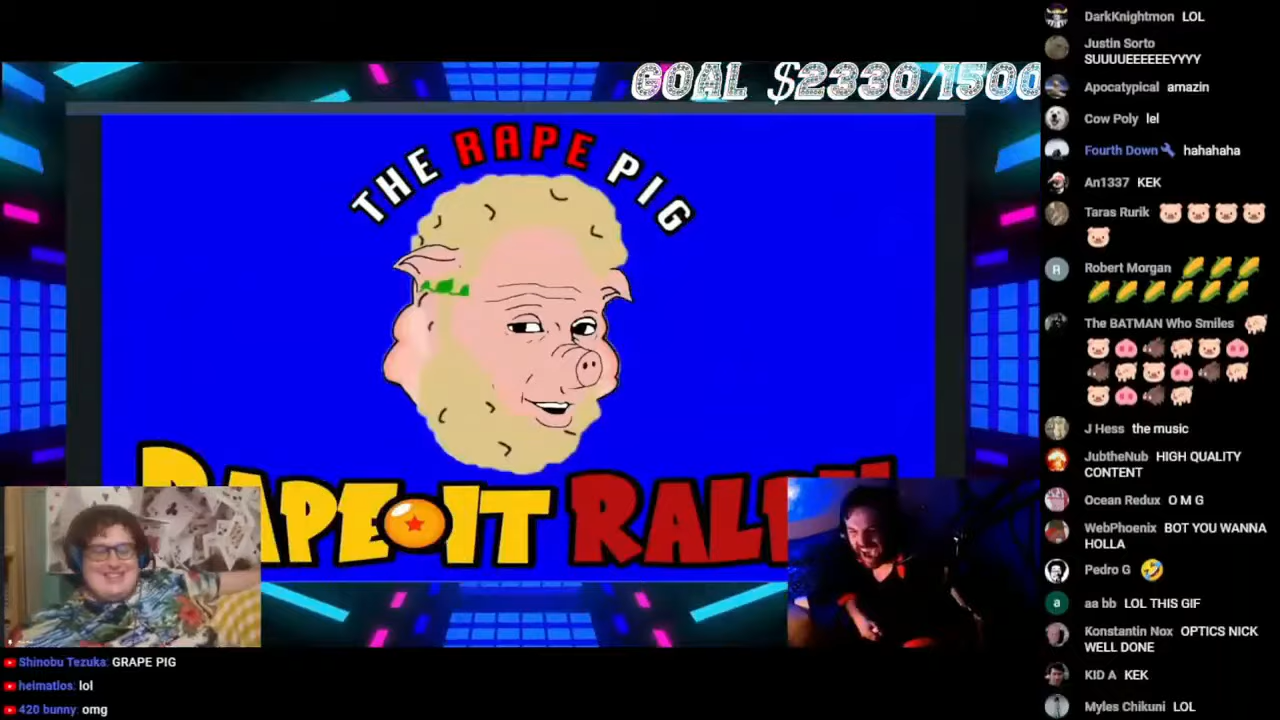 GOAL $2330/1500
THE RAPE PIG
RAPE IT RAL
DarkKnightmon LOL
Justin Sorto
SUUUUEEEEEEYYYY
Apocatypical amazin
Cow Poly lel
Fourth Down hahahaha
An1337 KEK
Taras Rurik
Robert Morgan
The BATMAN Who Smiles
J Hess the music
JubtheNub HIGH QUALITY
CONTENT
Ocean Redux O M G
WebPhoenix BOT YOU WANNA
HOLLA
Pedro G
aa bb LOL THIS GIF
Konstantin Nox OPTICS NICK
WELL DONE
KID A KEK
Myles Chikuni LOL
Shinobu Tezuka: GRAPE PIG
heimatlos: lol
420 bunny: omg